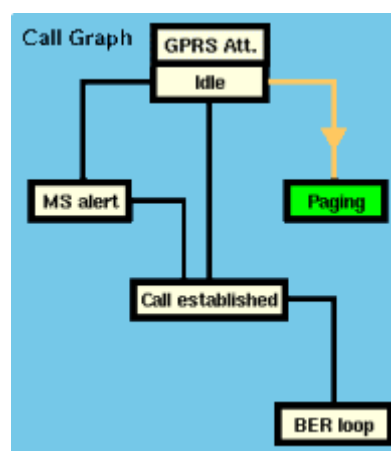 Call Graph
GPRS Att.
Idle
MS alert
Paging
Call established
BER loop